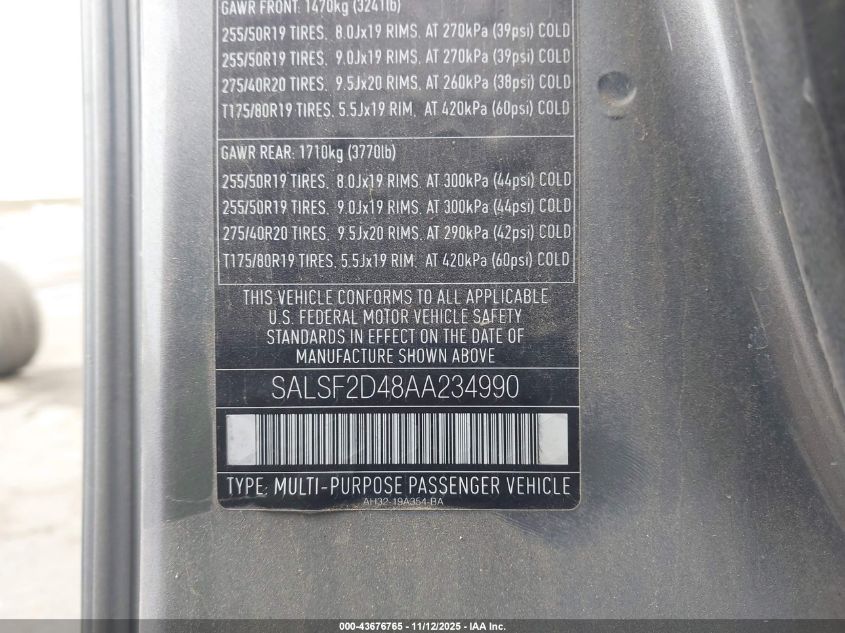 GAWR FRONT: 1470kg (3241lb)
255/50R19 TIRES, 8.0Jx19 RIMS, AT 270kPa (39psi) COLD
255/50R19 TIRES, 9.0Jx19 RIMS, AT 270kPa (39psi) COLD
275/40R20 TIRES, 9.5Jx20 RIMS, AT 260kPa (38psi) COLD
T175/80R19 TIRES, 5.5Jx19 RIM, AT 420kPa (60psi) COLD
GAWR REAR: 1710kg (3770lb)
255/50R19 TIRES, 8.0Jx19 RIMS, AT 300kPa (44psi) COLD
255/50R19 TIRES, 9.0Jx19 RIMS, AT 300kPa (44psi) COLD
275/40R20 TIRES, 9.5Jx20 RIMS, AT 290kPa (42psi) COLD
T175/80R19 TIRES, 5.5Jx19 RIM, AT 420kPa (60psi) COLD
THIS VEHICLE CONFORMS TO ALL APPLICABLE
U.S. FEDERAL MOTOR VEHICLE SAFETY
STANDARDS IN EFFECT ON THE DATE OF
MANUFACTURE SHOWN ABOVE
SALSF2D48AA234990
TYPE: MULTI-PURPOSE PASSENGER VEHICLE
AH32-19A354-BA
000-43676765 - 11/12/2025 - IAA Inc.